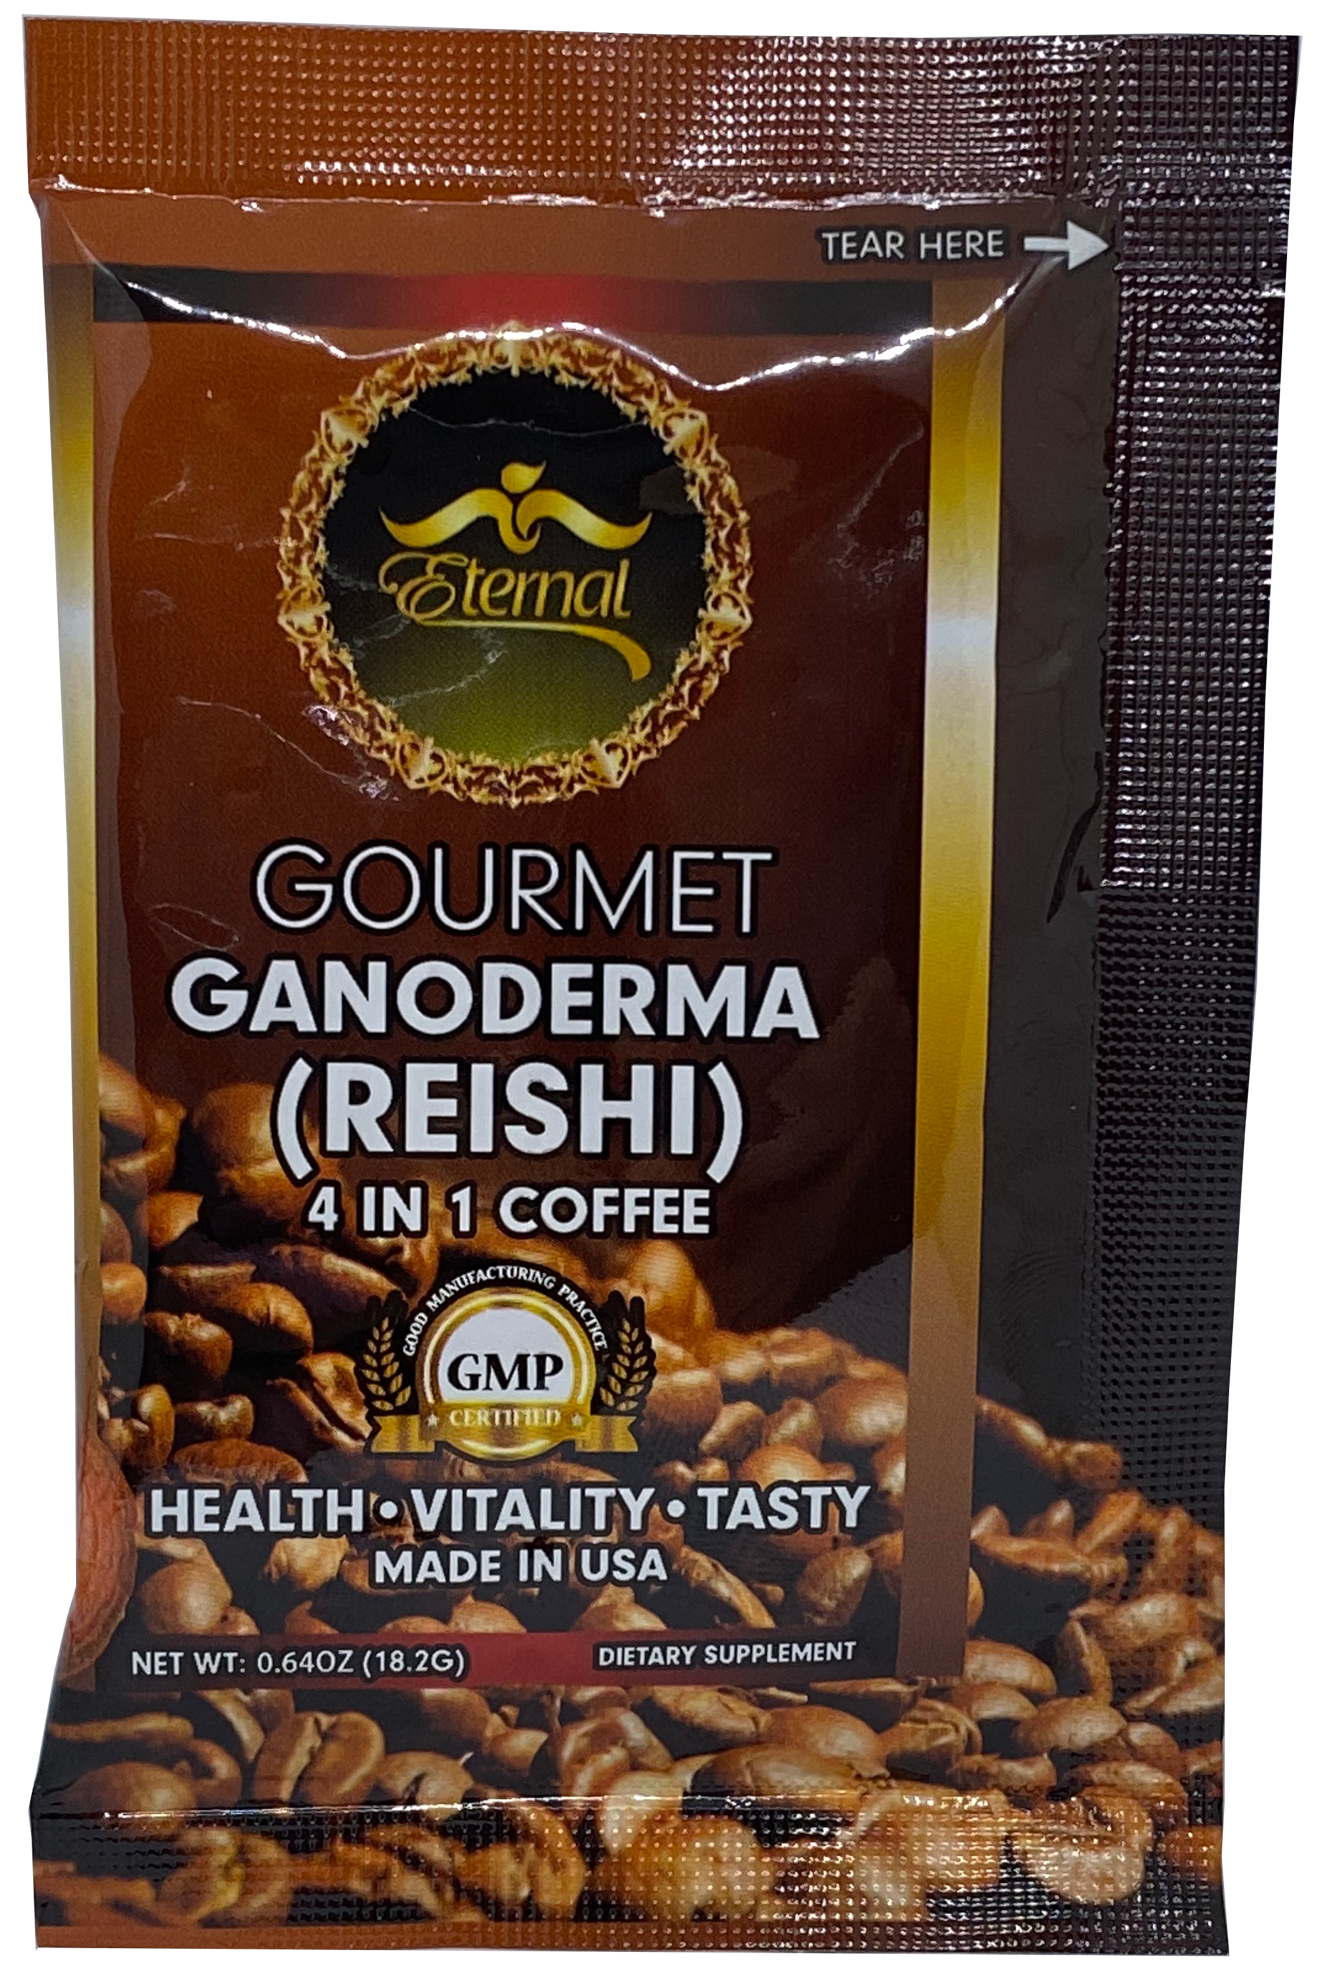 TEAR HERE
Eternal
GOURMET
GANODERMA
(REISHI)
4 IN 1 COFFEE
GOOD MANUFACTURING PRACTICE
GMP
CERTIFIED
HEALTH • VITALITY • TASTY
MADE IN USA
NET WT: 0.64OZ (18.2G) DIETARY SUPPLEMENT